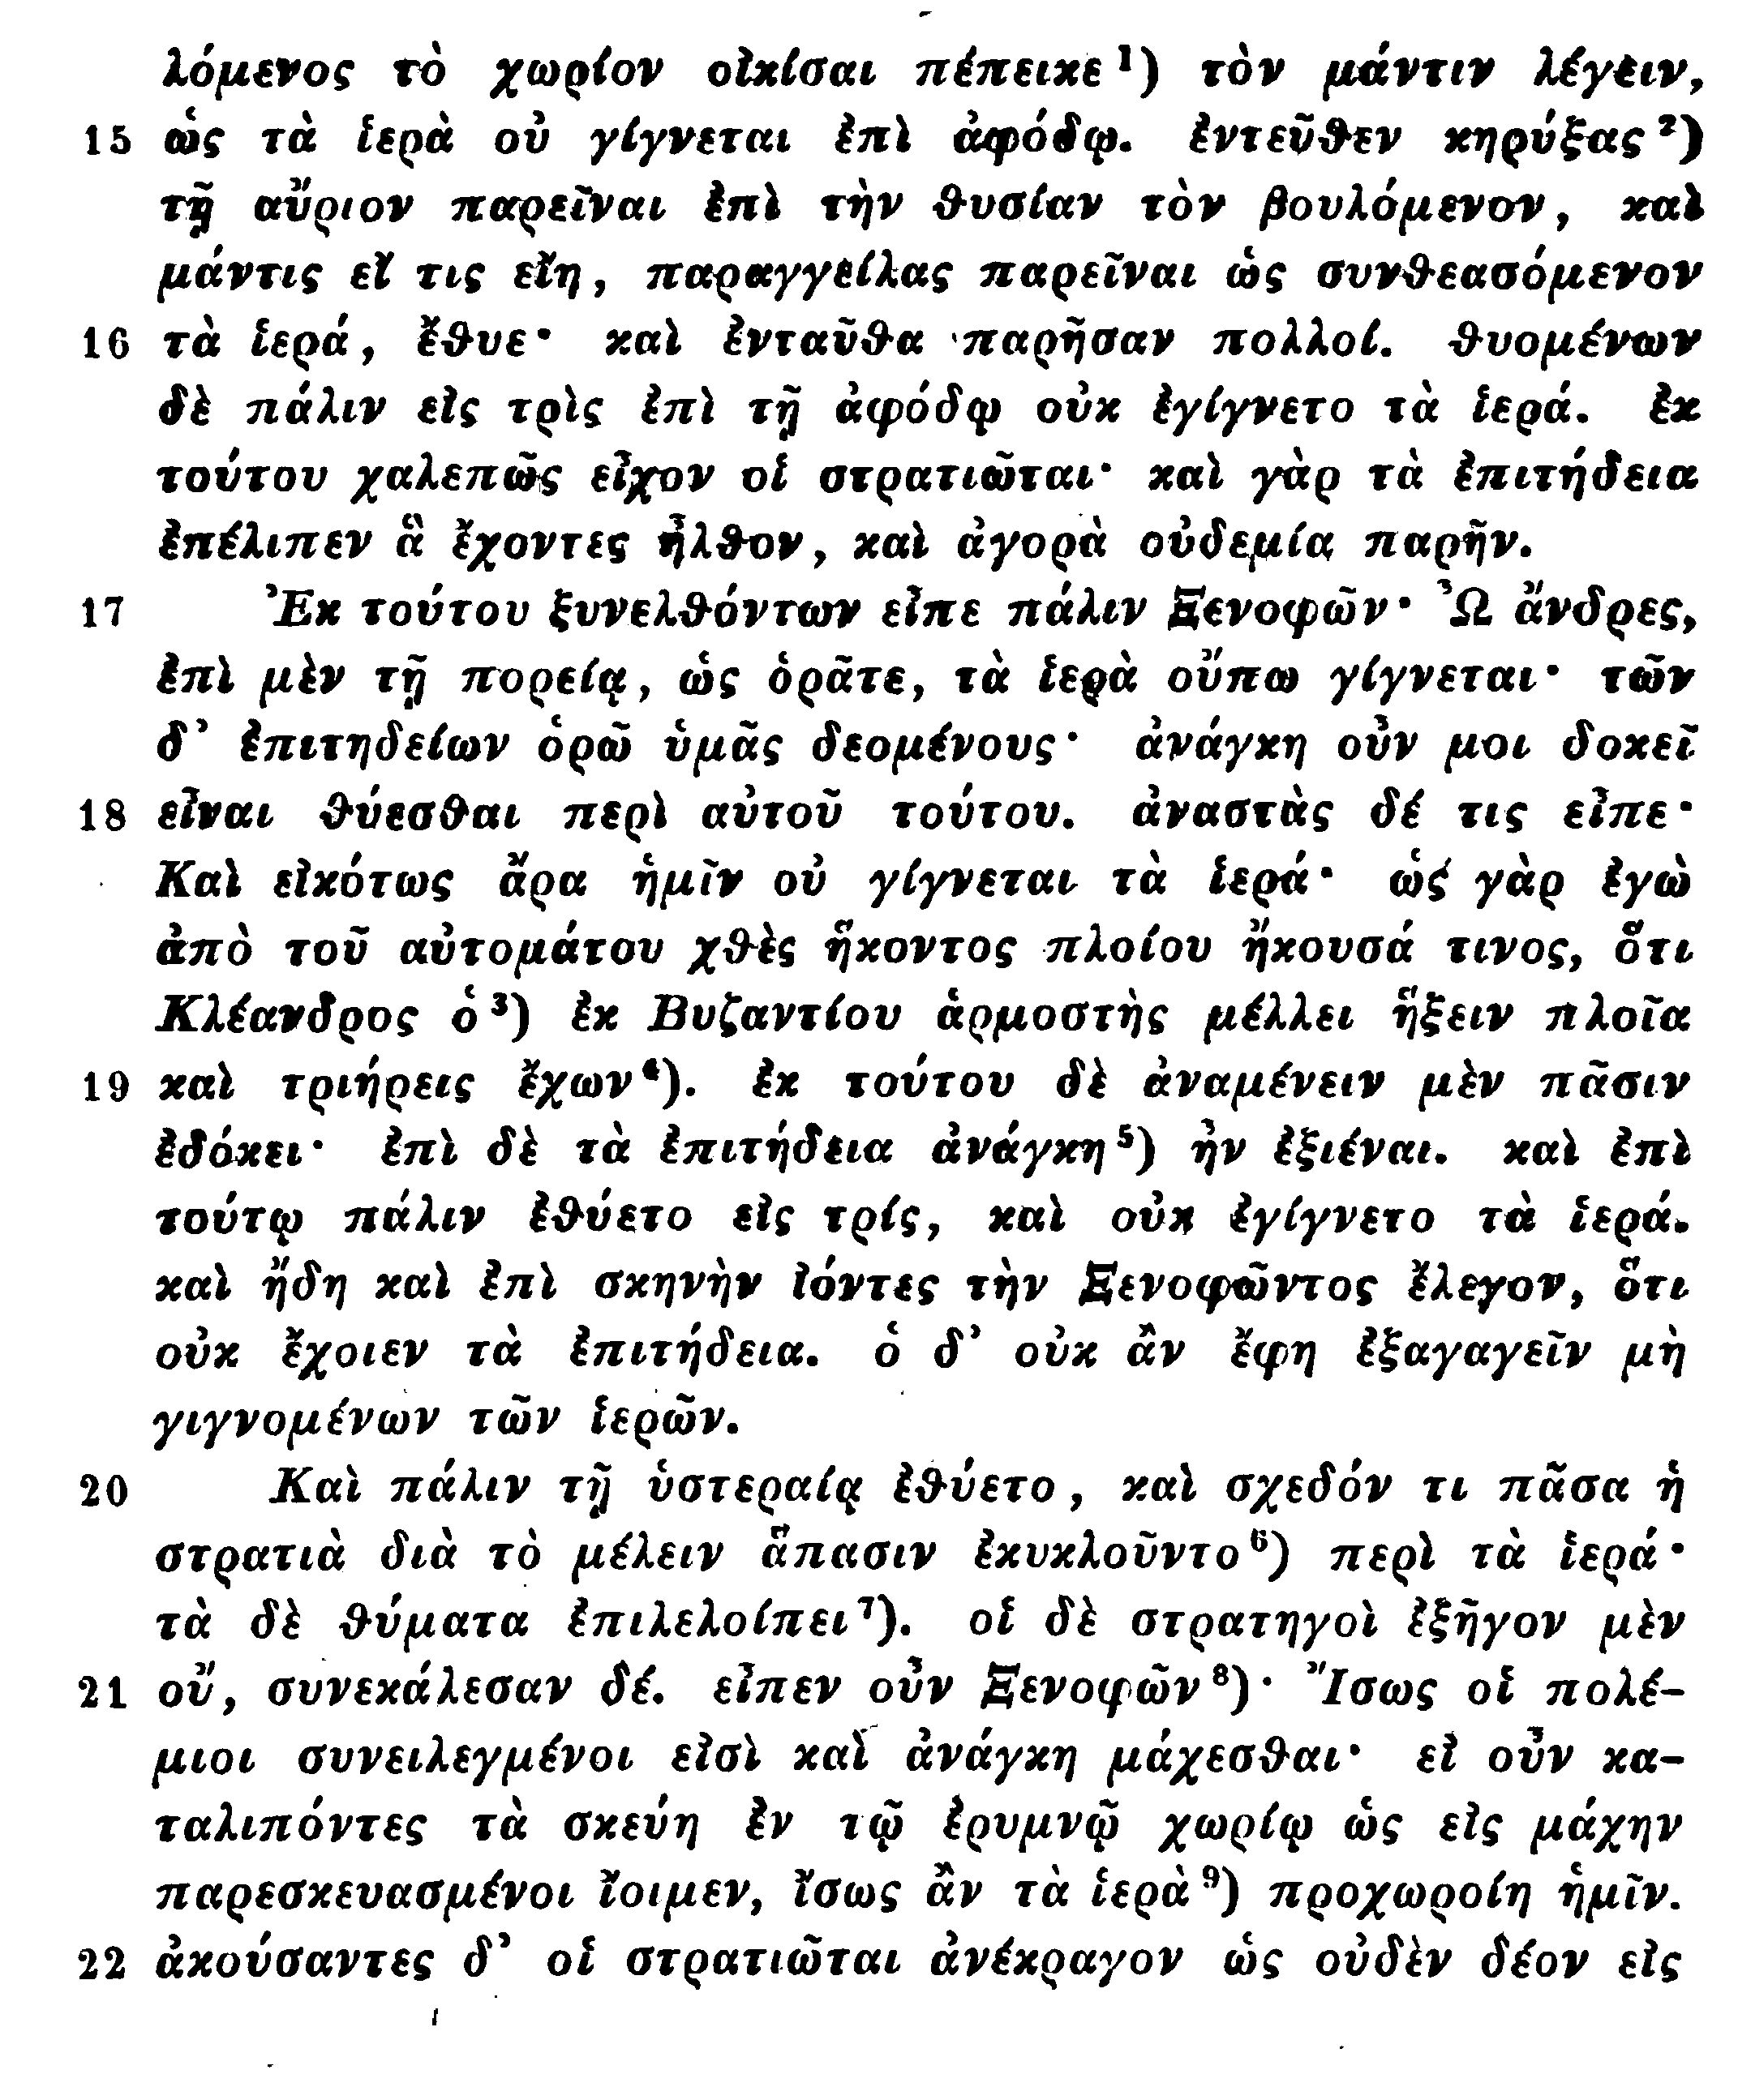 λόμενος τὸ χωρίον οἰκίσαι πέπεικε¹) τὸν μάντιν λέγειν,
15 ὡς τὰ ἱερὰ οὐ γίγνεται ἐπὶ ἀφόδῳ. ἐντεῦθεν κηρύξας²)
τῇ αὔριον παρεῖναι ἐπὶ τὴν θυσίαν τὸν βουλόμενον, καὶ
μάντις εἴ τις εἴη, παραγγείλας παρεῖναι ὡς συνθεασόμενον
16 τὰ ἱερά, ἔθυε· καὶ ἐνταῦθα παρῆσαν πολλοί. θυομένων
δὲ πάλιν εἰς τρὶς ἐπὶ τῇ ἀφόδῳ οὐκ ἐγίγνετο τὰ ἱερά. ἐκ
τούτου χαλεπῶς εἶχον οἱ στρατιῶται· καὶ γὰρ τὰ ἐπιτήδεια
ἐπέλιπεν ἃ ἔχοντες ἦλθον, καὶ ἀγορὰ οὐδεμία παρῆν.
17 Ἐκ τούτου ξυνελθόντων εἶπε πάλιν Ξενοφῶν· Ὦ ἄνδρες,
ἐπὶ μὲν τῇ πορείᾳ, ὡς ὁρᾶτε, τὰ ἱερὰ οὔπω γίγνεται· τῶν
δ’ ἐπιτηδείων ὁρῶ ὑμᾶς δεομένους· ἀνάγκη οὖν μοι δοκεῖ
18 εἶναι θύεσθαι περὶ αὐτοῦ τούτου. ἀναστὰς δέ τις εἶπε·
Καὶ εἰκότως ἄρα ἡμῖν οὐ γίγνεται τὰ ἱερά· ὡς γὰρ ἐγὼ
ἀπὸ τοῦ αὐτομάτου χθὲς ἥκοντος πλοίου ἤκουσά τινος, ὅτι
Κλέανδρος ὁ³) ἐκ Βυζαντίου ἁρμοστὴς μέλλει ἥξειν πλοῖα
19 καὶ τριήρεις ἔχων⁴). ἐκ τούτου δὲ ἀναμένειν μὲν πᾶσιν
ἐδόκει· ἐπὶ δὲ τὰ ἐπιτήδεια ἀνάγκη⁵) ἦν ἐξιέναι. καὶ ἐπὶ
τούτῳ πάλιν ἐθύετο εἰς τρίς, καὶ οὐκ ἐγίγνετο τὰ ἱερά.
καὶ ἤδη καὶ ἐπὶ σκηνὴν ἰόντες τὴν Ξενοφῶντος ἔλεγον, ὅτι
οὐκ ἔχοιεν τὰ ἐπιτήδεια. ὁ δ’ οὐκ ἂν ἔφη ἐξαγαγεῖν μὴ
γιγνομένων τῶν ἱερῶν.
20 Καὶ πάλιν τῇ ὑστεραίᾳ ἐθύετο, καὶ σχεδόν τι πᾶσα ἡ
στρατιὰ διὰ τὸ μέλειν ἅπασιν ἐκυκλοῦντο⁶) περὶ τὰ ἱερά·
τὰ δὲ θύματα ἐπιλελοίπει⁷). οἱ δὲ στρατηγοὶ ἐξῆγον μὲν
21 οὔ, συνεκάλεσαν δέ. εἶπεν οὖν Ξενοφῶν⁸)· Ἴσως οἱ πολέ-
μιοι συνειλεγμένοι εἰσὶ καὶ ἀνάγκη μάχεσθαι· εἰ οὖν κα-
ταλιπόντες τὰ σκεύη ἐν τῷ ἐρυμνῷ χωρίῳ ὡς εἰς μάχην
παρεσκευασμένοι ἴοιμεν, ἴσως ἂν τὰ ἱερὰ⁹) προχωροίη ἡμῖν.
22 ἀκούσαντες δ’ οἱ στρατιῶται ἀνέκραγον ὡς οὐδὲν δέον εἰς